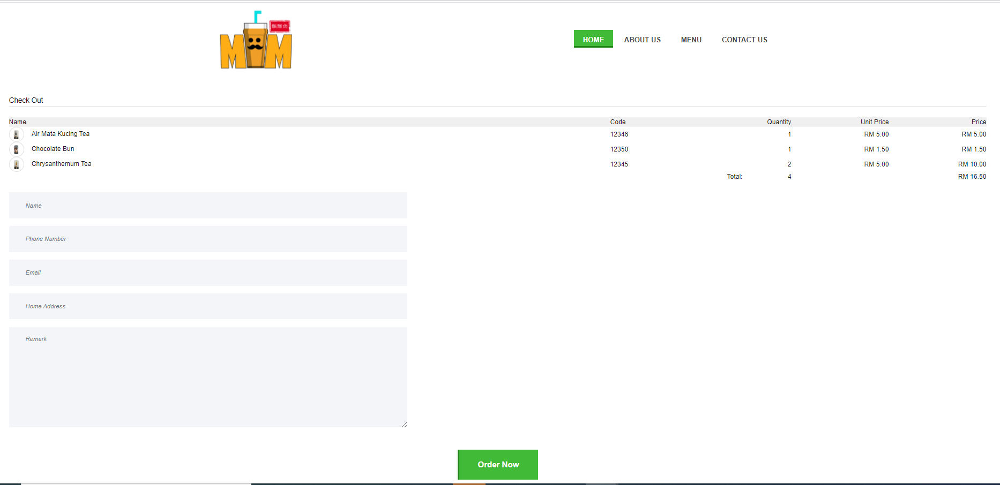 M M
HOME ABOUT US MENU CONTACT US
Check Out
Name Code Quantity Unit Price Price
Air Mata Kucing Tea 12346 1 RM 5.00 RM 5.00
Chocolate Bun 12350 1 RM 1.50 RM 1.50
Chrysanthemum Tea 12345 2 RM 5.00 RM 10.00
Total: 4 RM 16.50
Name
Phone Number
Email
Home Address
Remark
Order Now